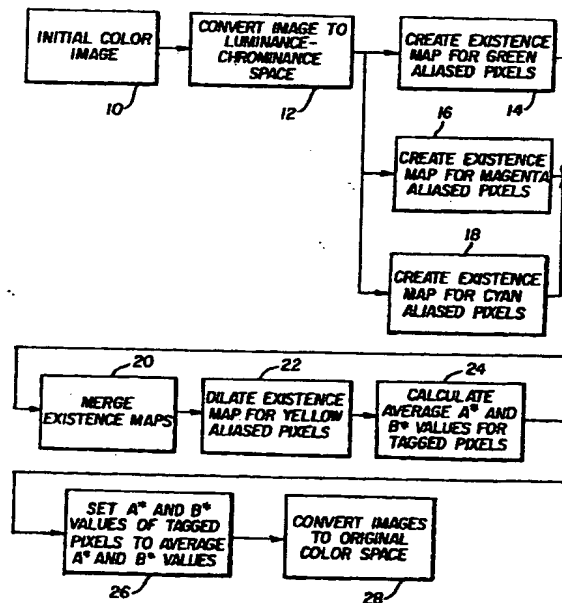 INITIAL COLOR
IMAGE
10
CONVERT IMAGE TO
LUMINANCE-
CHROMINANCE
SPACE
12
CREATE EXISTENCE
MAP FOR GREEN
ALIASED PIXELS
14
16
CREATE EXISTENCE
MAP FOR MAGENTA
ALIASED PIXELS
18
CREATE EXISTENCE
MAP FOR CYAN
ALIASED PIXELS
20
MERGE
EXISTENCE MAPS
22
DILATE EXISTENCE
MAP FOR YELLOW
ALIASED PIXELS
24
CALCULATE
AVERAGE A* AND
B* VALUES FOR
TAGGED PIXELS
SET A* AND B*
VALUES OF TAGGED
PIXELS TO AVERAGE
A* AND B* VALUES
26
CONVERT IMAGES
TO ORIGINAL
COLOR SPACE
28